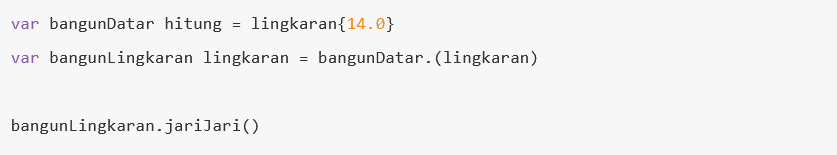 var bangunDatar hitung = lingkaran{14.0}
var bangunLingkaran lingkaran = bangunDatar.(lingkaran)
bangunLingkaran.jariJari()